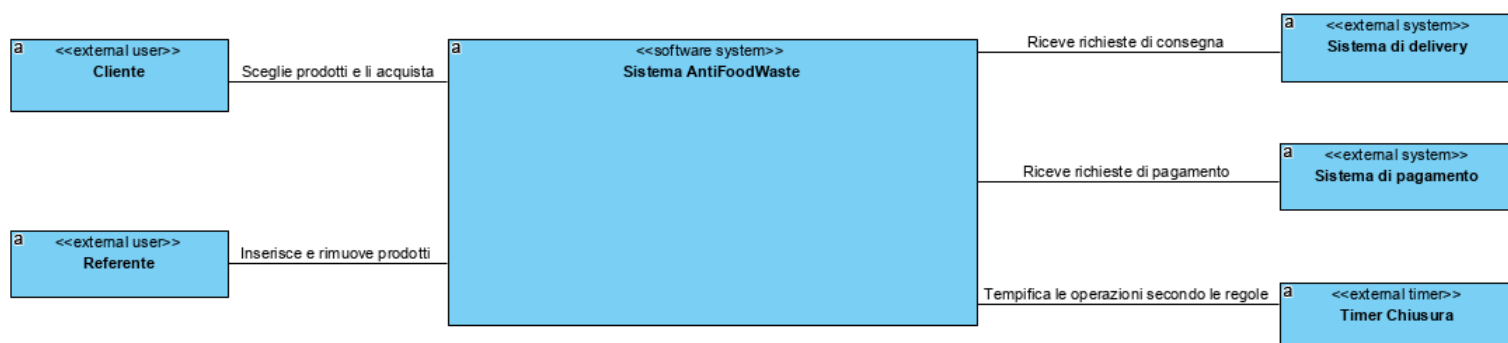 a
<<external user>>
Cliente
Sceglie prodotti e li acquista
a
<<external user>>
Referente
Inserisce e rimuove prodotti
a
<<software system>>
Sistema AntiFoodWaste
Riceve richieste di consegna
a
<<external system>>
Sistema di delivery
Riceve richieste di pagamento
a
<<external system>>
Sistema di pagamento
Tempifica le operazioni secondo le regole
a
<<external timer>>
Timer Chiusura